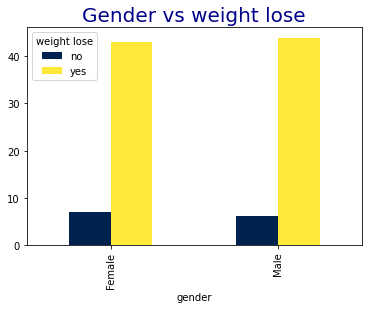 Gender vs weight lose
weight lose
no
yes
40
30
20
10
0
Female
Male
gender